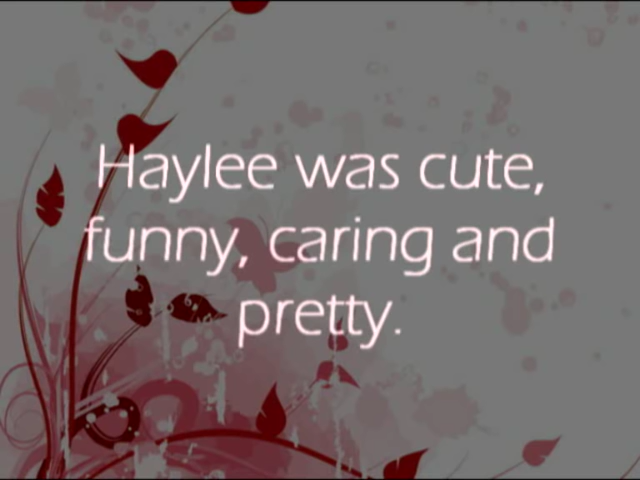 Haylee was cute,
funny, caring and
pretty.